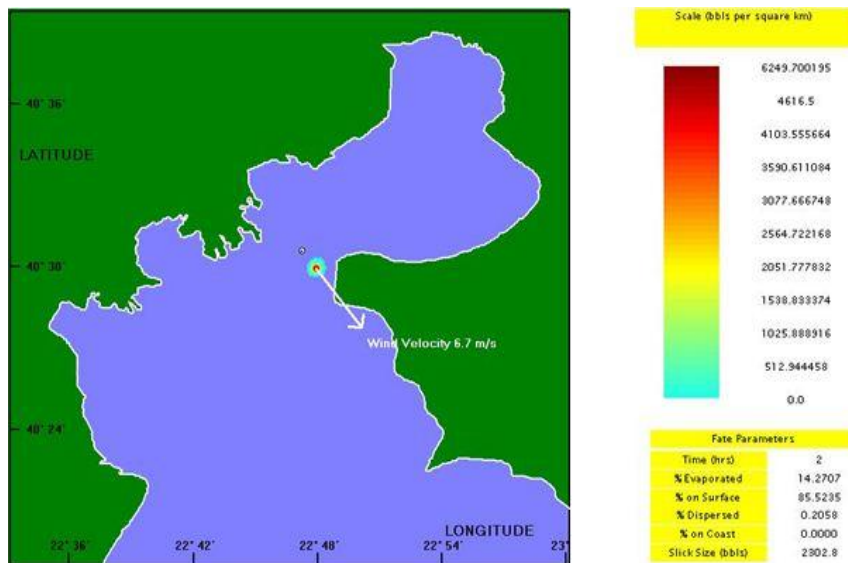 Scale (bbls per square km)
6249.700195
4616.5
4103.555664
3590.611084
3077.666748
2564.722168
2051.777832
1538.833374
1025.888916
512.944458
0.0
40° 36'
LATITUDE
40° 30'
Wind Velocity 6.7 m/s
40° 24'
LONGITUDE
22° 36' 22° 42' 22° 48' 22° 54' 23°
Fate Parameters
Time (hrs) 2
% Evaporated 14.2707
% on Surface 85.5235
% Dispersed 0.2058
% on Coast 0.0000
Slick Size (bbls) 2302.8